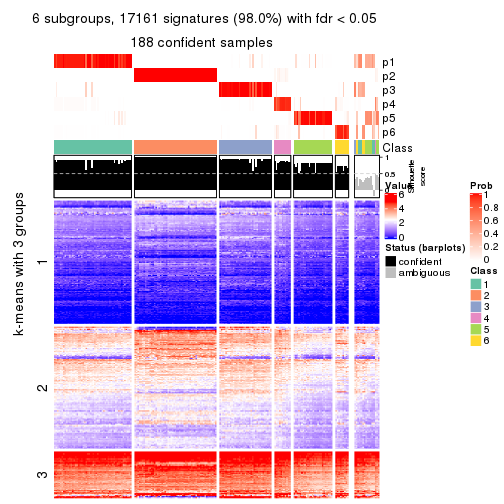 6 subgroups, 17161 signatures (98.0%) with fdr < 0.05
188 confident samples
p1
p2
p3
p4
p5
p6
Class
1
0.5
0
Silhouette
score
k-means with 3 groups
1
2
3
Value
6
4
2
0
Status (barplots)
confident
ambiguous
Prob
1
0.8
0.6
0.4
0.2
0
Class
1
2
3
4
5
6